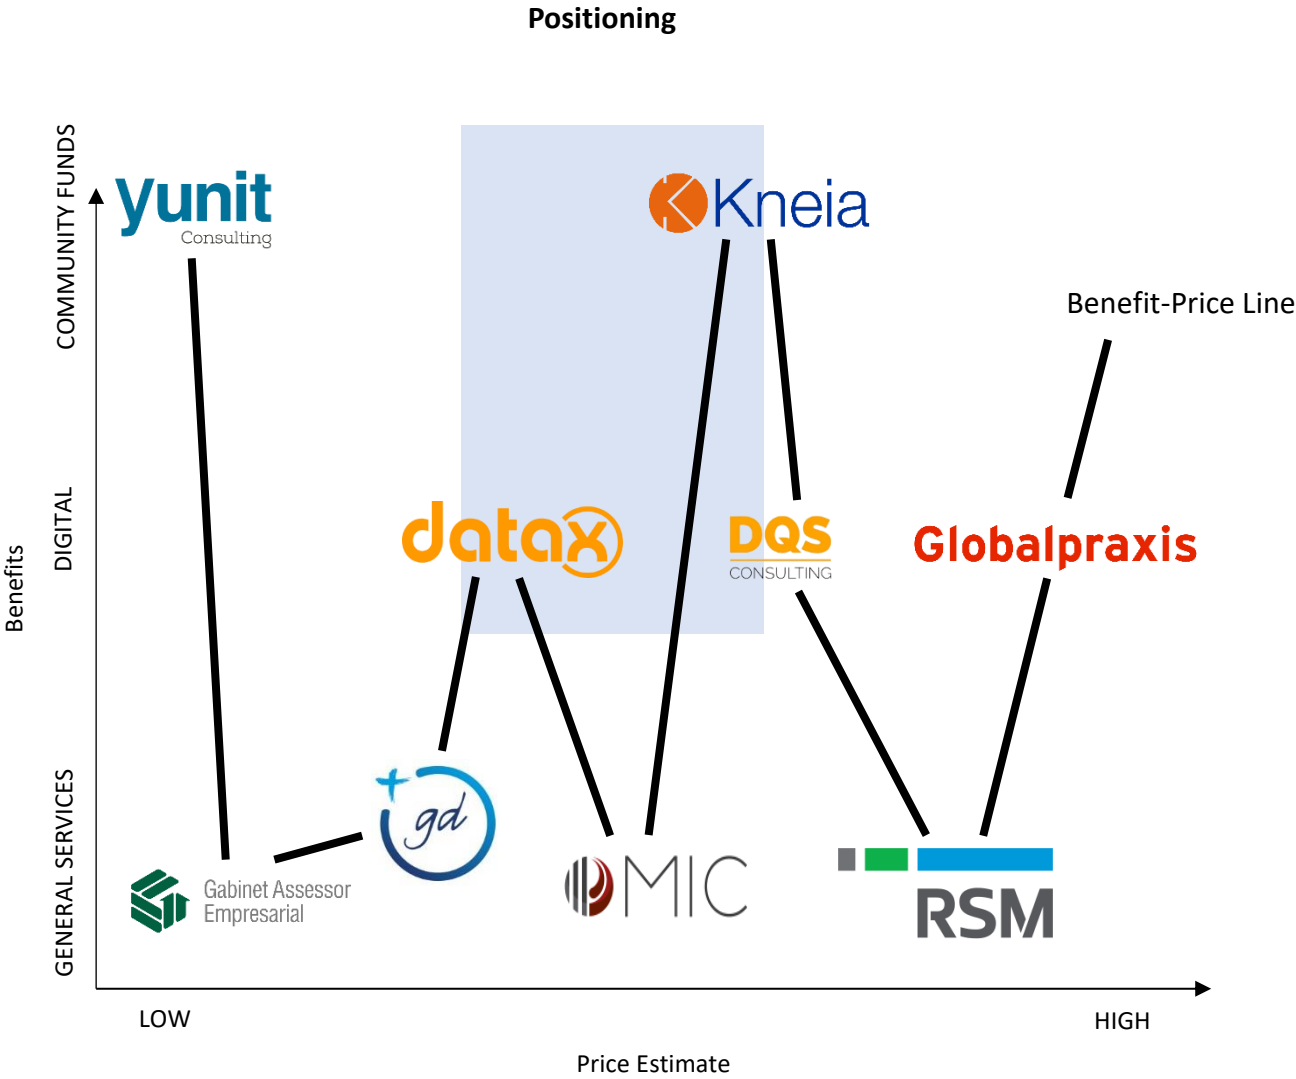 Positioning
COMMUNITY FUNDS
yunit
Consulting
Kneia
Benefit-Price Line
DIGITAL
Benefits
datax
DQS
CONSULTING
Globalpraxis
GENERAL SERVICES
gd
Gabinet Assessor
Empresarial
MIC
RSM
LOW
HIGH
Price Estimate